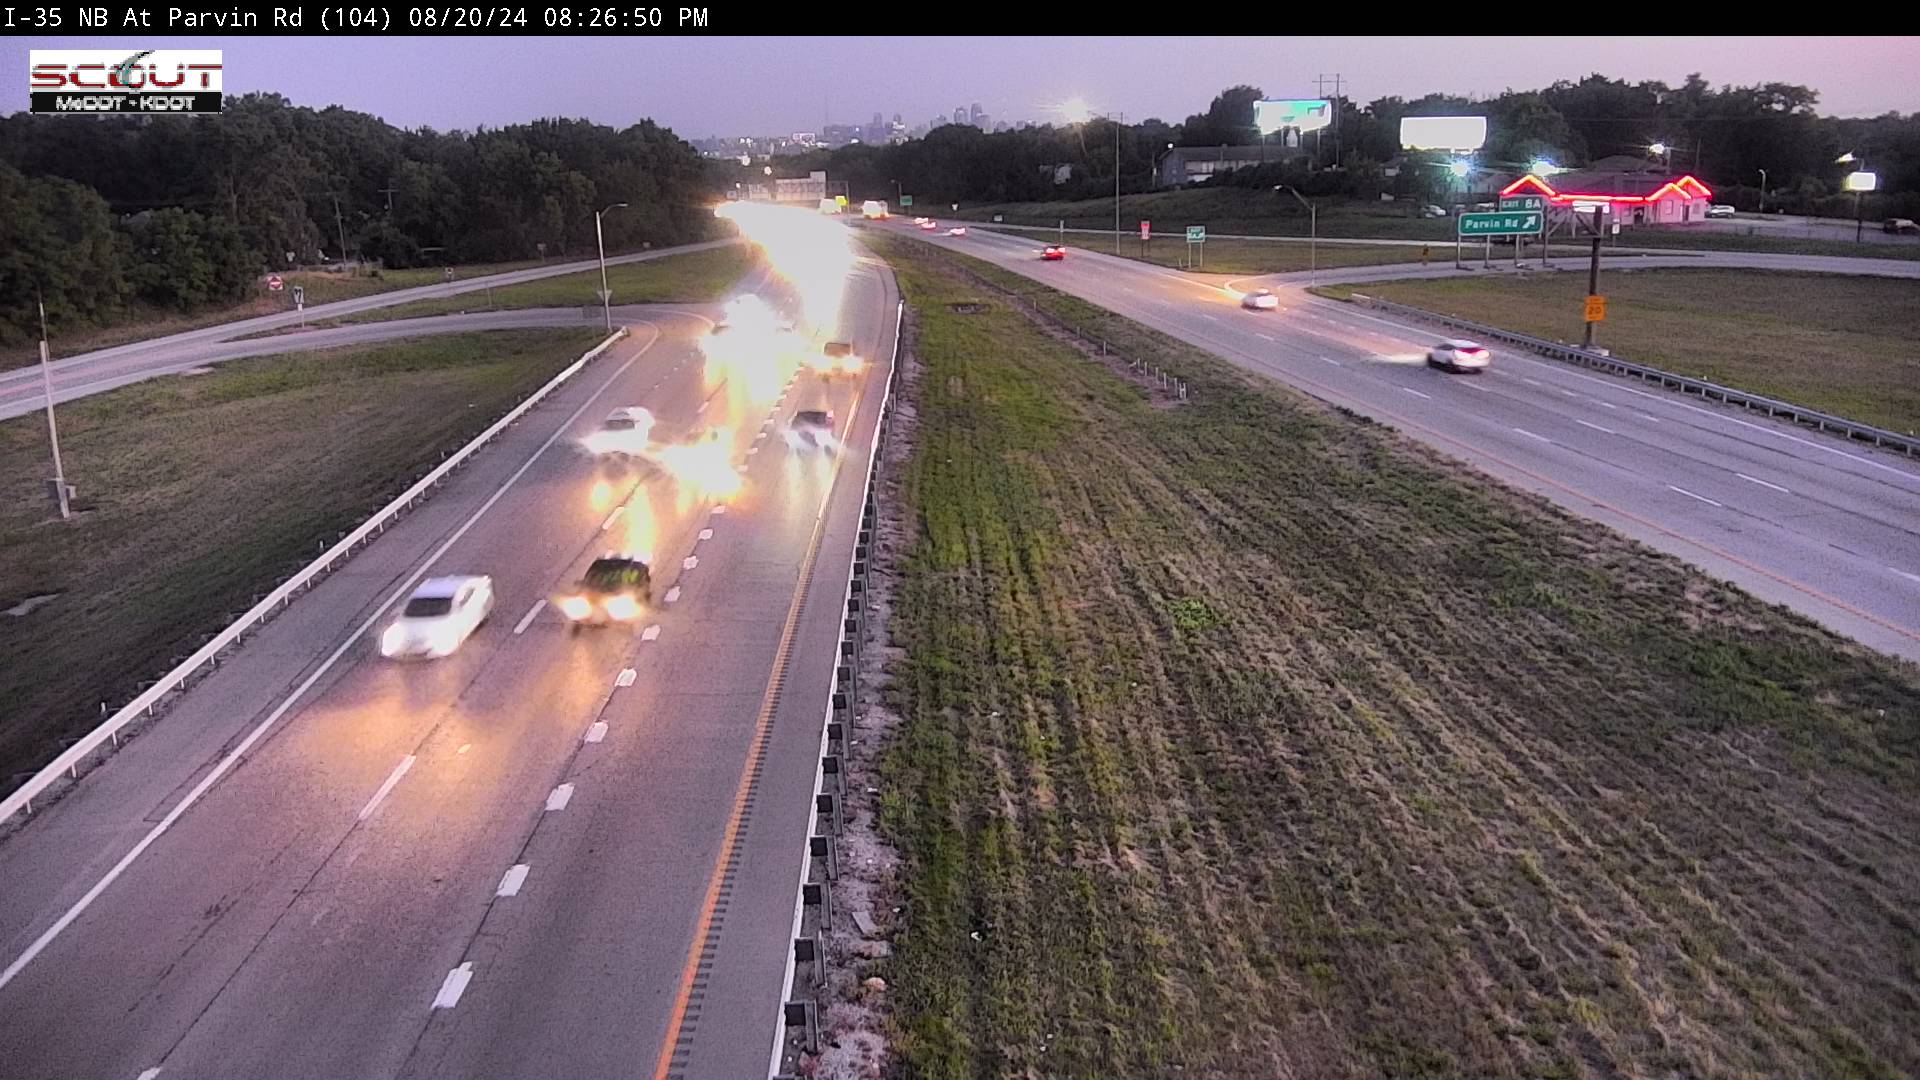 I-35 NB At Parvin Rd (104) 08/20/24 08:26:50 PM
SCOUT
MoDOT - KDOT
EXIT 8A
Parvin Rd
20